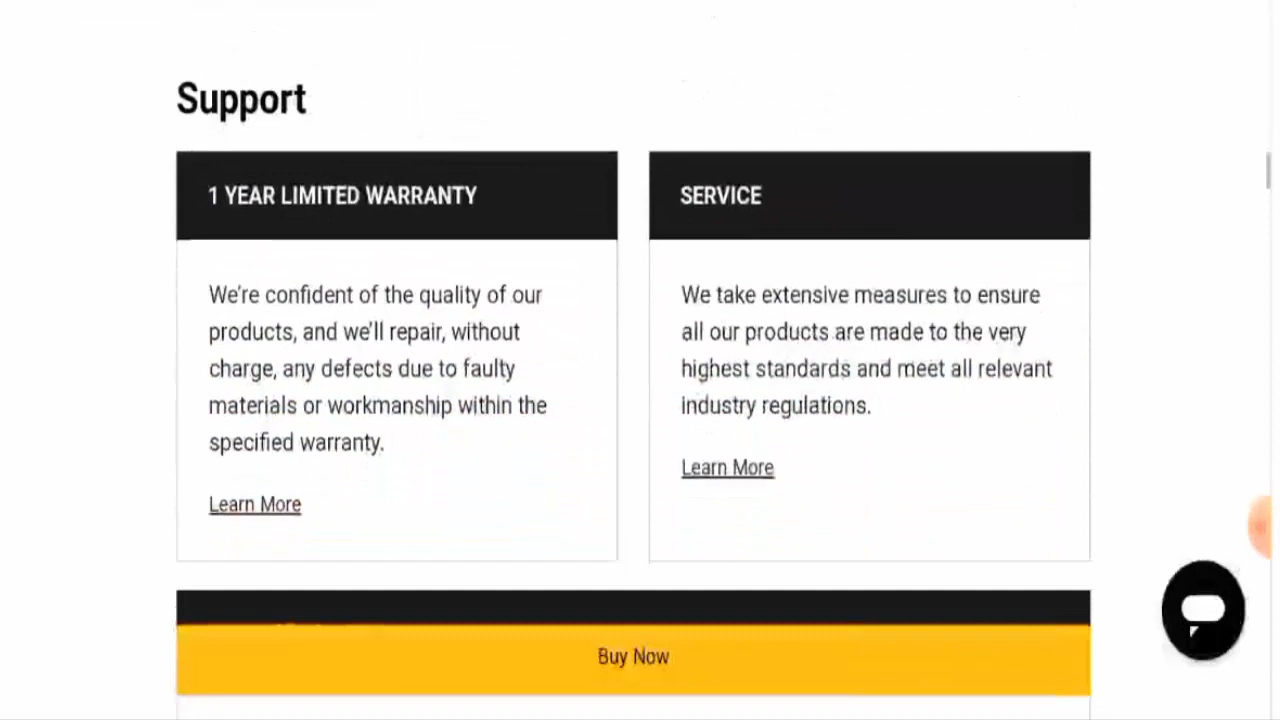 Support
1 YEAR LIMITED WARRANTY
We're confident of the quality of our
products, and we'll repair, without
charge, any defects due to faulty
materials or workmanship within the
specified warranty.
Learn More
SERVICE
We take extensive measures to ensure
all our products are made to the very
highest standards and meet all relevant
industry regulations.
Learn More
Buy Now